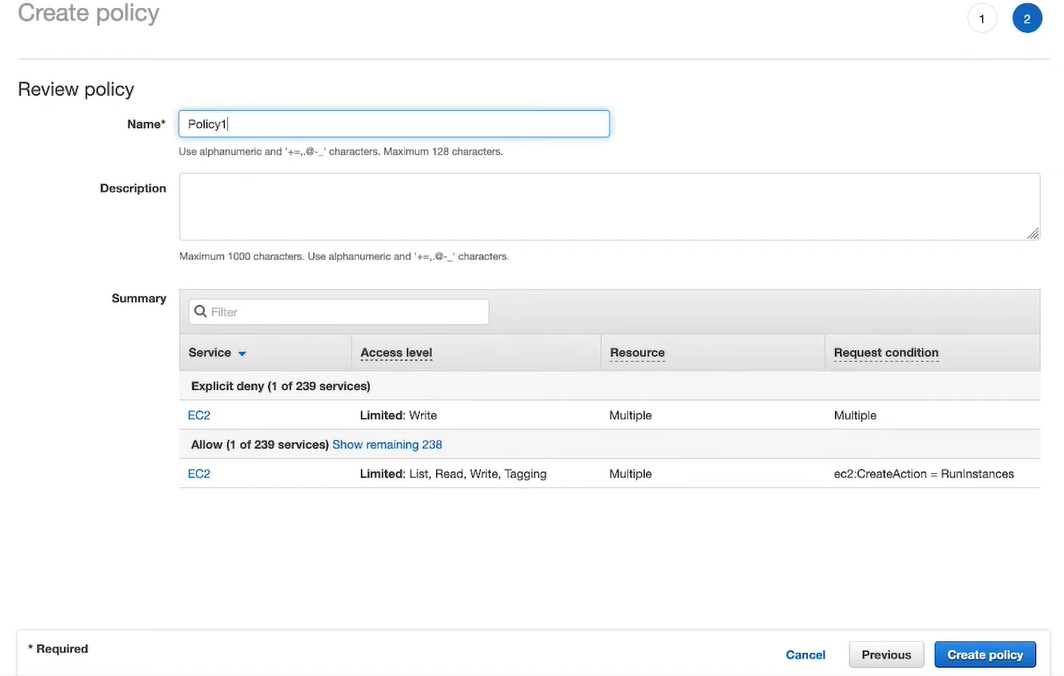 Create policy
1
2
Review policy
Name*
Policy1
Use alphanumeric and '+=,.@-_' characters. Maximum 128 characters.
Description
Maximum 1000 characters. Use alphanumeric and '+=,.@-_' characters.
Summary
Filter
Service Access level Resource Request condition
Explicit deny (1 of 239 services)
EC2 Limited: Write Multiple Multiple
Allow (1 of 239 services) Show remaining 238
EC2 Limited: List, Read, Write, Tagging Multiple ec2:CreateAction = RunInstances
* Required
Cancel Previous Create policy